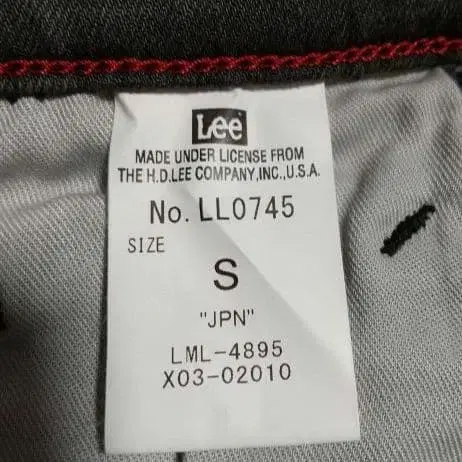 Lee
MADE UNDER LICENSE FROM
THE H.D.LEE COMPANY,INC.,U.S.A.
No. LL0745
SIZE
S
"JPN"
LML-4895
X03-02010